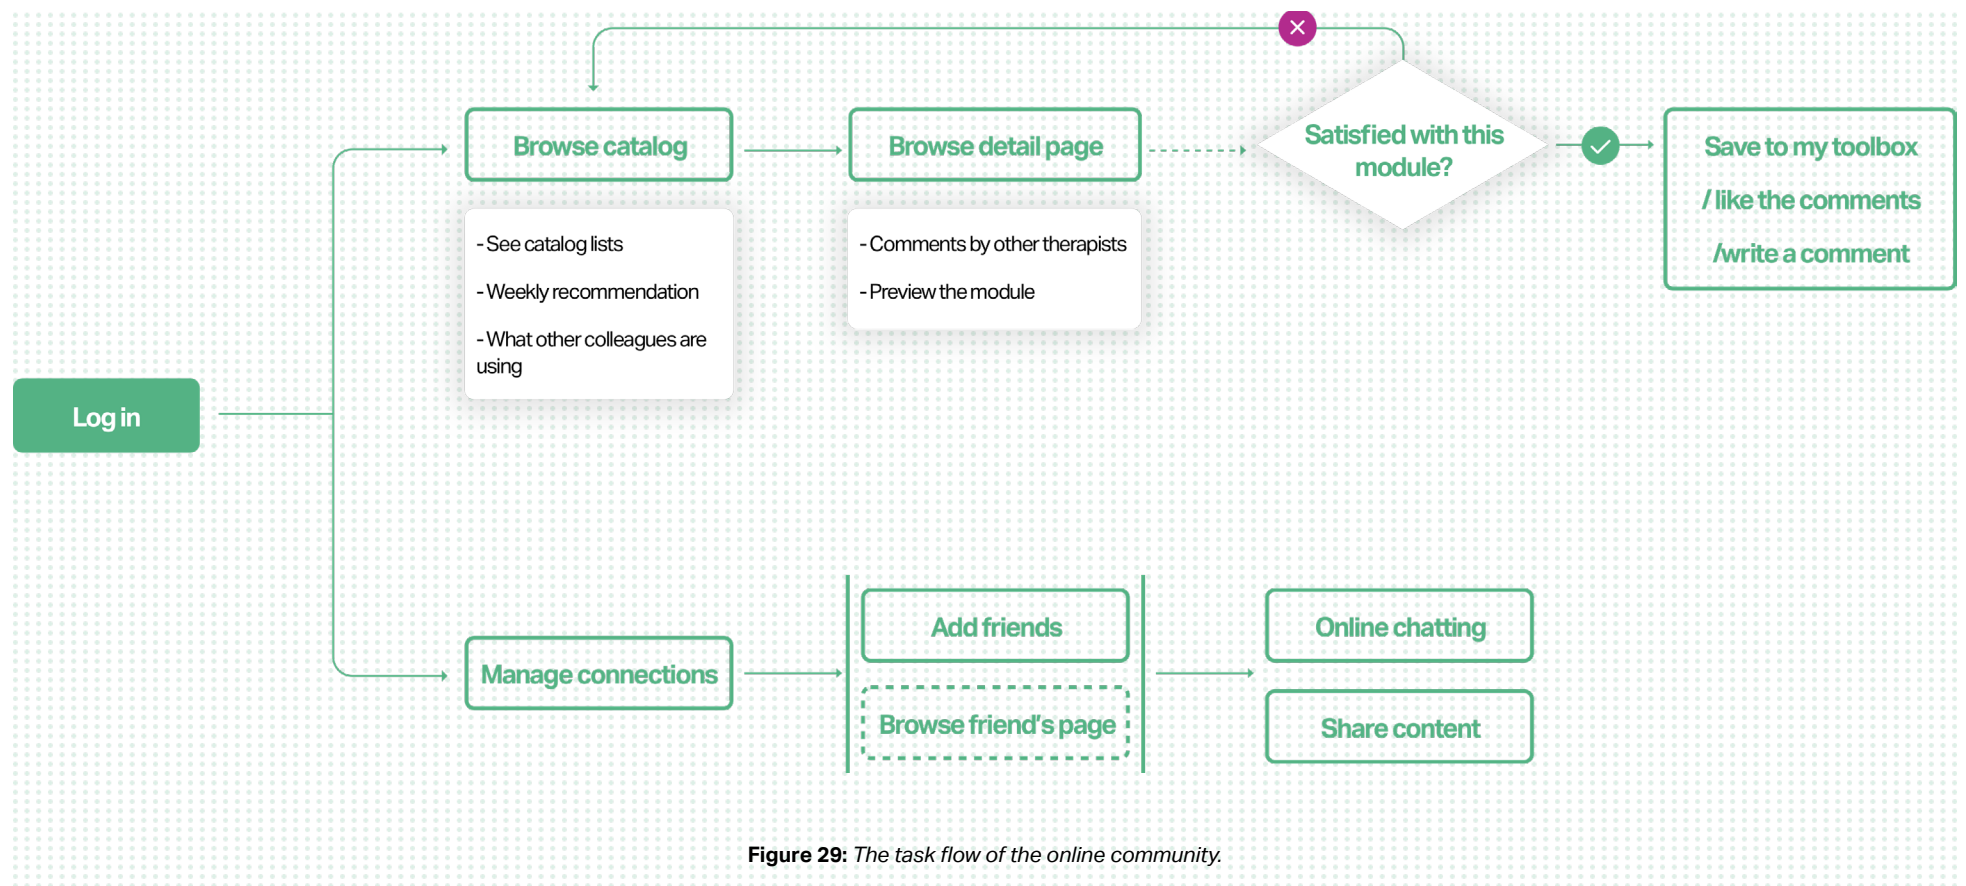 Log in
Browse catalog
- See catalog lists
- Weekly recommendation
- What other colleagues are
using
Browse detail page
- Comments by other therapists
- Preview the module
Satisfied with this
module?
Save to my toolbox
/ like the comments
/write a comment
Manage connections
Add friends
Browse friend's page
Online chatting
Share content
Figure 29: The task flow of the online community.